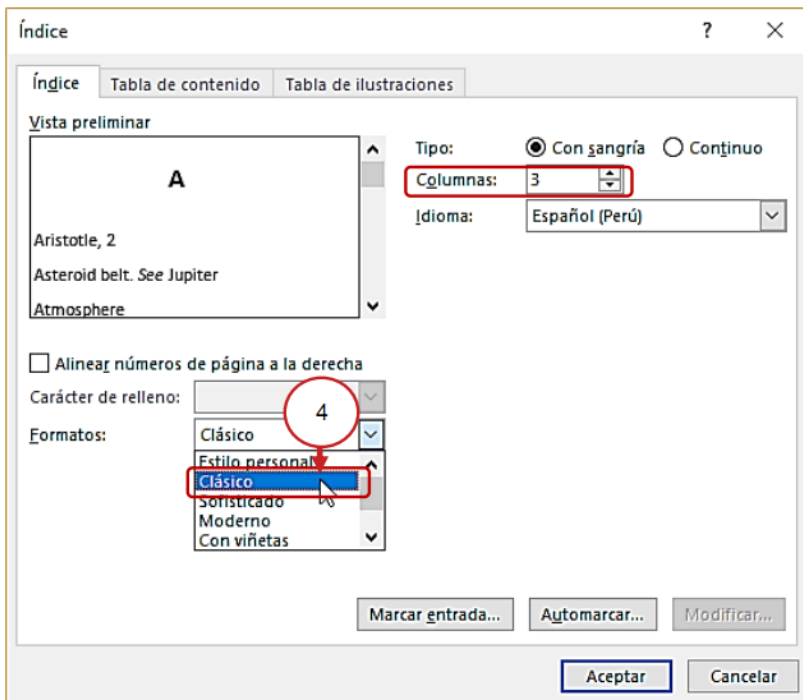 Índice ?
Índice Tabla de contenido Tabla de ilustraciones
Vista preliminar
A
Aristotle, 2
Asteroid belt. See Jupiter
Atmosphere
Tipo: Con sangría Continuo
Columnas: 3
Idioma: Español (Perú)
Alinear números de página a la derecha
Carácter de relleno:
4
Formatos: Clásico
Estilo personal
Clásico
Sofisticado
Moderno
Con viñetas
Marcar entrada... Automarcar... Modificar...
Aceptar Cancelar